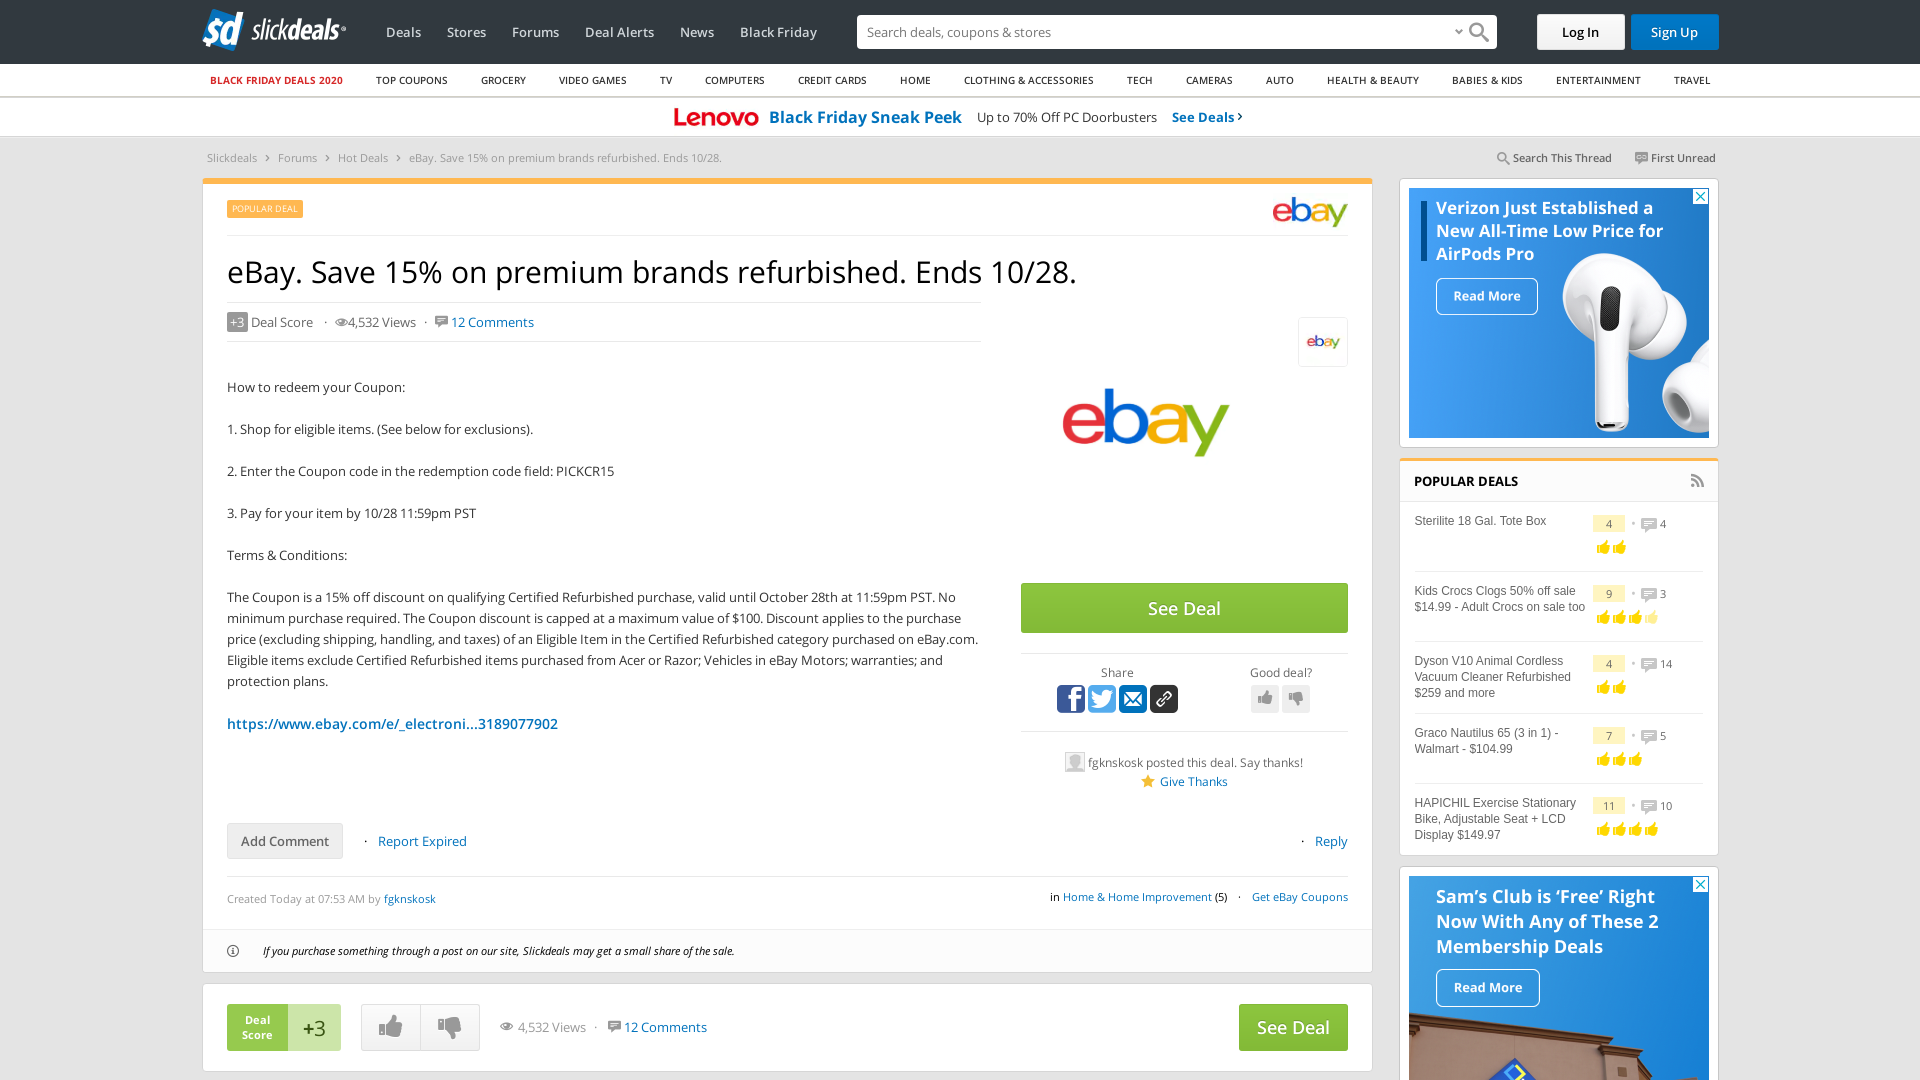 sd slickdeals
Deals
Stores
Forums
Deal Alerts
News
Black Friday
Search deals, coupons & stores
Log In
Sign Up
BLACK FRIDAY DEALS 2020
TOP COUPONS
GROCERY
VIDEO GAMES
TV
COMPUTERS
CREDIT CARDS
HOME
CLOTHING & ACCESSORIES
TECH
CAMERAS
AUTO
HEALTH & BEAUTY
BABIES & KIDS
ENTERTAINMENT
TRAVEL
Lenovo Black Friday Sneak Peek Up to 70% Off PC Doorbusters See Deals ›
Slickdeals › Forums › Hot Deals › eBay. Save 15% on premium brands refurbished. Ends 10/28.
Search This Thread
First Unread
POPULAR DEAL
ebay
eBay. Save 15% on premium brands refurbished. Ends 10/28.
+3 Deal Score · 4,532 Views · 12 Comments
ebay
ebay
How to redeem your Coupon:
1. Shop for eligible items. (See below for exclusions).
2. Enter the Coupon code in the redemption code field: PICKCR15
3. Pay for your item by 10/28 11:59pm PST
Terms & Conditions:
The Coupon is a 15% off discount on qualifying Certified Refurbished purchase, valid until October 28th at 11:59pm PST. No
minimum purchase required. The Coupon discount is capped at a maximum value of $100. Discount applies to the purchase
price (excluding shipping, handling, and taxes) of an Eligible Item in the Certified Refurbished category purchased on eBay.com.
Eligible items exclude Certified Refurbished items purchased from Acer or Razor; Vehicles in eBay Motors; warranties; and
protection plans.
https://www.ebay.com/e/_electroni...3189077902
See Deal
Share
Good deal?
fgknskosk posted this deal. Say thanks!
Give Thanks
Add Comment · Report Expired
· Reply
Created Today at 07:53 AM by fgknskosk
in Home & Home Improvement (5) · Get eBay Coupons
If you purchase something through a post on our site, Slickdeals may get a small share of the sale.
Deal
Score
+3
4,532 Views · 12 Comments
See Deal
Verizon Just Established a
New All-Time Low Price for
AirPods Pro
Read More
POPULAR DEALS
Sterilite 18 Gal. Tote Box
4 • 4
Kids Crocs Clogs 50% off sale
$14.99 - Adult Crocs on sale too
9 • 3
Dyson V10 Animal Cordless
Vacuum Cleaner Refurbished
$259 and more
4 • 14
Graco Nautilus 65 (3 in 1) -
Walmart - $104.99
7 • 5
HAPICHIL Exercise Stationary
Bike, Adjustable Seat + LCD
Display $149.97
11 • 10
Sam’s Club is ‘Free’ Right
Now With Any of These 2
Membership Deals
Read More